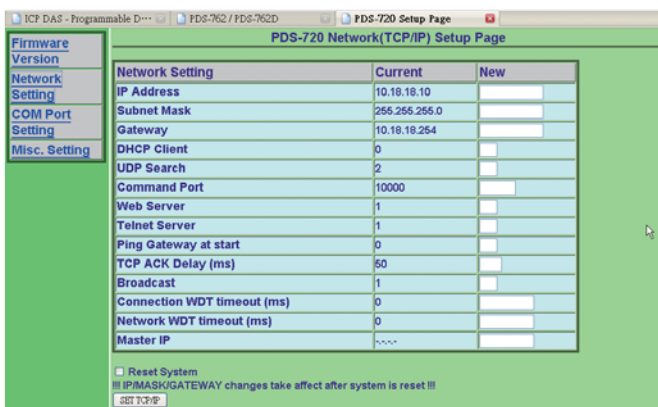 ICP DAS - Programmable D··· PDS-762 / PDS-762D PDS-720 Setup Page
Firmware
Version
Network
Setting
COM Port
Setting
Misc. Setting
PDS-720 Network(TCP/IP) Setup Page
Network Setting Current New
IP Address 10.18.18.10
Subnet Mask 255.255.255.0
Gateway 10.18.18.254
DHCP Client 0
UDP Search 2
Command Port 10000
Web Server 1
Telnet Server 1
Ping Gateway at start 0
TCP ACK Delay (ms) 50
Broadcast 1
Connection WDT timeout (ms) 0
Network WDT timeout (ms) 0
Master IP -.-.-.-
Reset System
!!! IP/MASK/GATEWAY changes take affect after system is reset !!!
SET TCP/IP